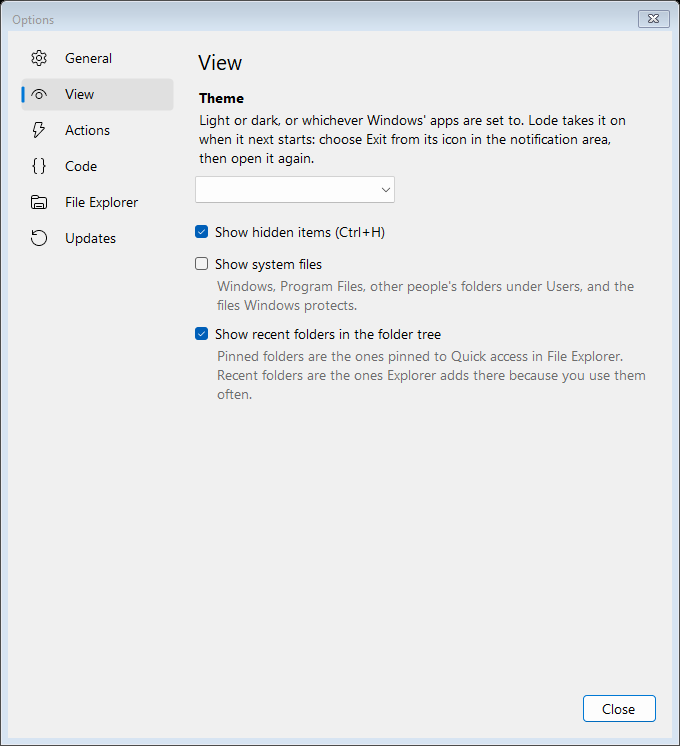 Options
General
View
Actions
Code
File Explorer
Updates
View
Theme
Light or dark, or whichever Windows' apps are set to. Lode takes it on
when it next starts: choose Exit from its icon in the notification area,
then open it again.
Show hidden items (Ctrl+H)
Show system files
Windows, Program Files, other people's folders under Users, and the
files Windows protects.
Show recent folders in the folder tree
Pinned folders are the ones pinned to Quick access in File Explorer.
Recent folders are the ones Explorer adds there because you use them
often.
Close